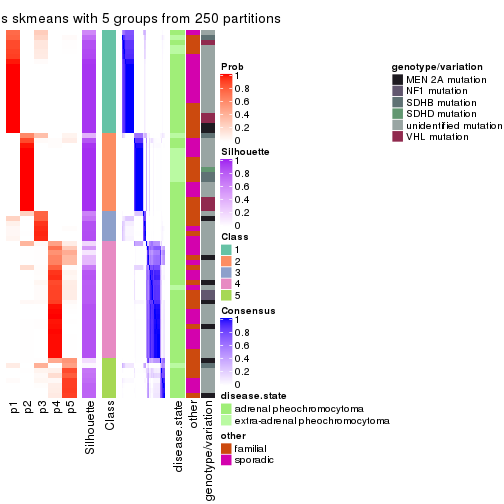 s skmeans with 5 groups from 250 partitions
Prob
1
0.8
0.6
0.4
0.2
0
Silhouette
1
0.8
0.6
0.4
0.2
0
Class
1
2
3
4
5
Consensus
1
0.8
0.6
0.4
0.2
0
disease.state
adrenal pheochromocytoma
extra-adrenal pheochromocytoma
other
familial
sporadic
genotype/variation
MEN 2A mutation
NF1 mutation
SDHB mutation
SDHD mutation
unidentified mutation
VHL mutation
p1
p2
p3
p4
p5
Silhouette
Class
disease.state
other
genotype/variation